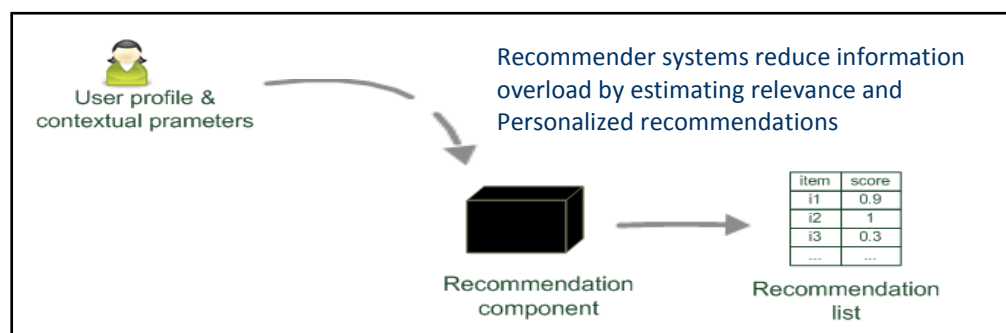 Recommender systems reduce information
overload by estimating relevance and
Personalized recommendations
User profile &
contextual prameters
item score
i1 0.9
i2 1
i3 0.3
... ...
Recommendation
component
Recommendation
list